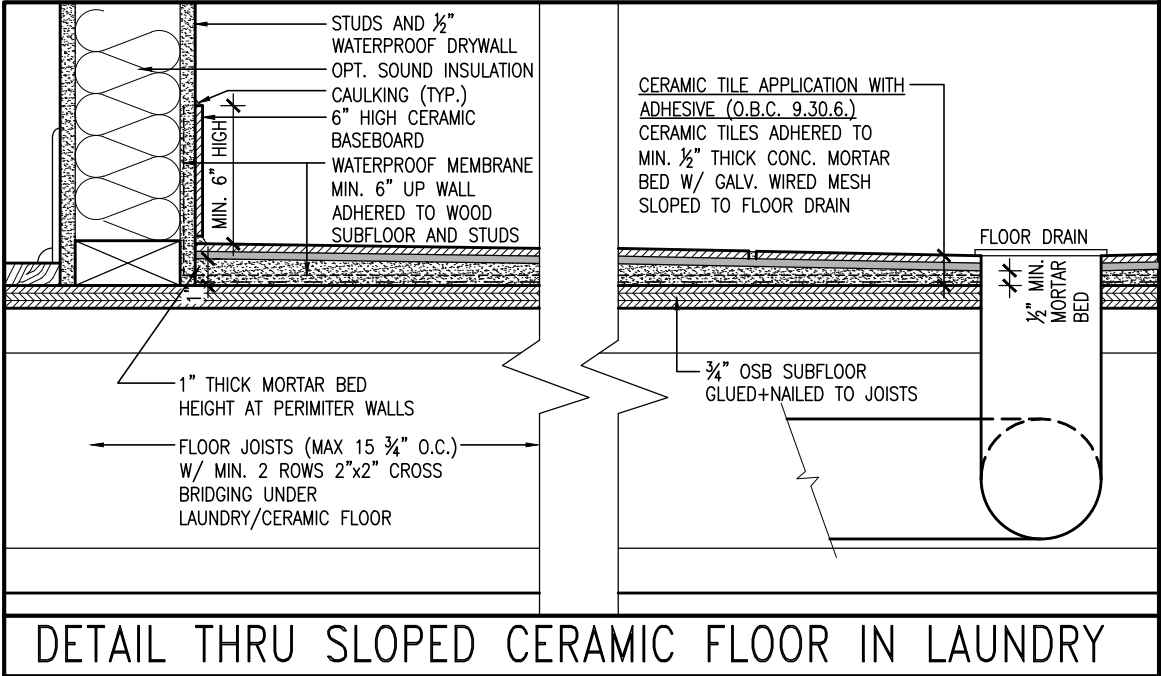 STUDS AND ½"
WATERPROOF DRYWALL
OPT. SOUND INSULATION
CAULKING (TYP.)
6" HIGH CERAMIC
BASEBOARD
WATERPROOF MEMBRANE
MIN. 6" UP WALL
ADHERED TO WOOD
SUBFLOOR AND STUDS
MIN. 6" HIGH
1"
1" THICK MORTAR BED
HEIGHT AT PERIMITER WALLS
FLOOR JOISTS (MAX 15 ¾" O.C.)
W/ MIN. 2 ROWS 2"x2" CROSS
BRIDGING UNDER
LAUNDRY/CERAMIC FLOOR
CERAMIC TILE APPLICATION WITH
ADHESIVE (O.B.C. 9.30.6.)
CERAMIC TILES ADHERED TO
MIN. ½" THICK CONC. MORTAR
BED W/ GALV. WIRED MESH
SLOPED TO FLOOR DRAIN
FLOOR DRAIN
½" MIN.
MORTAR
BED
¾" OSB SUBFLOOR
GLUED+NAILED TO JOISTS
DETAIL THRU SLOPED CERAMIC FLOOR IN LAUNDRY